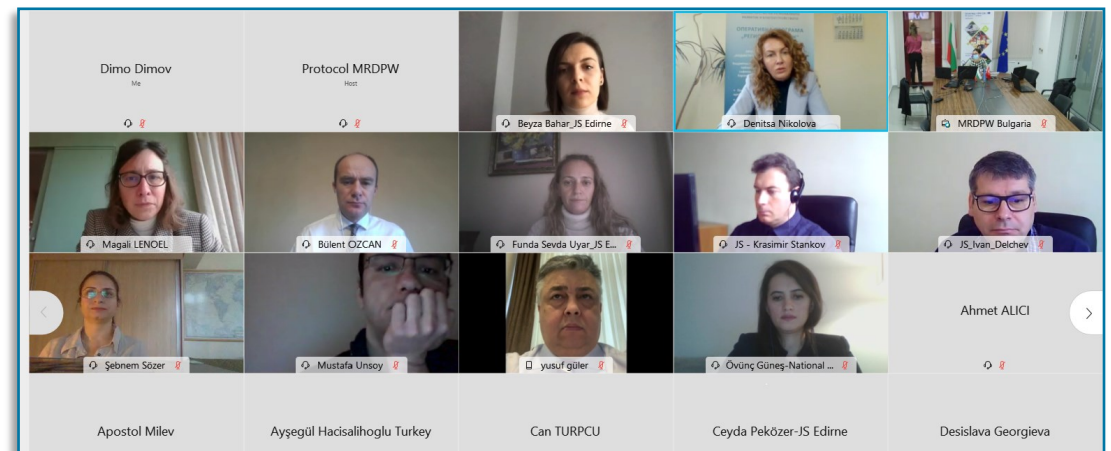 Dimo Dimov
Me
Protocol MRDPW
Host
Beyza Bahar_JS Edirne
Denitsa Nikolova
MRDPW Bulgaria
Magali LENOEL
Bülent OZCAN
Funda Sevda Uyar_JS E...
JS - Krasimir Stankov
JS_Ivan_Delchev
Şebnem Sözer
Mustafa Unsoy
yusuf güler
Övünç Güneş-National ...
Ahmet ALICI
Apostol Milev
Ayşegül Hacisalihoglu Turkey
Can TURPCU
Ceyda Peközer-JS Edirne
Desislava Georgieva